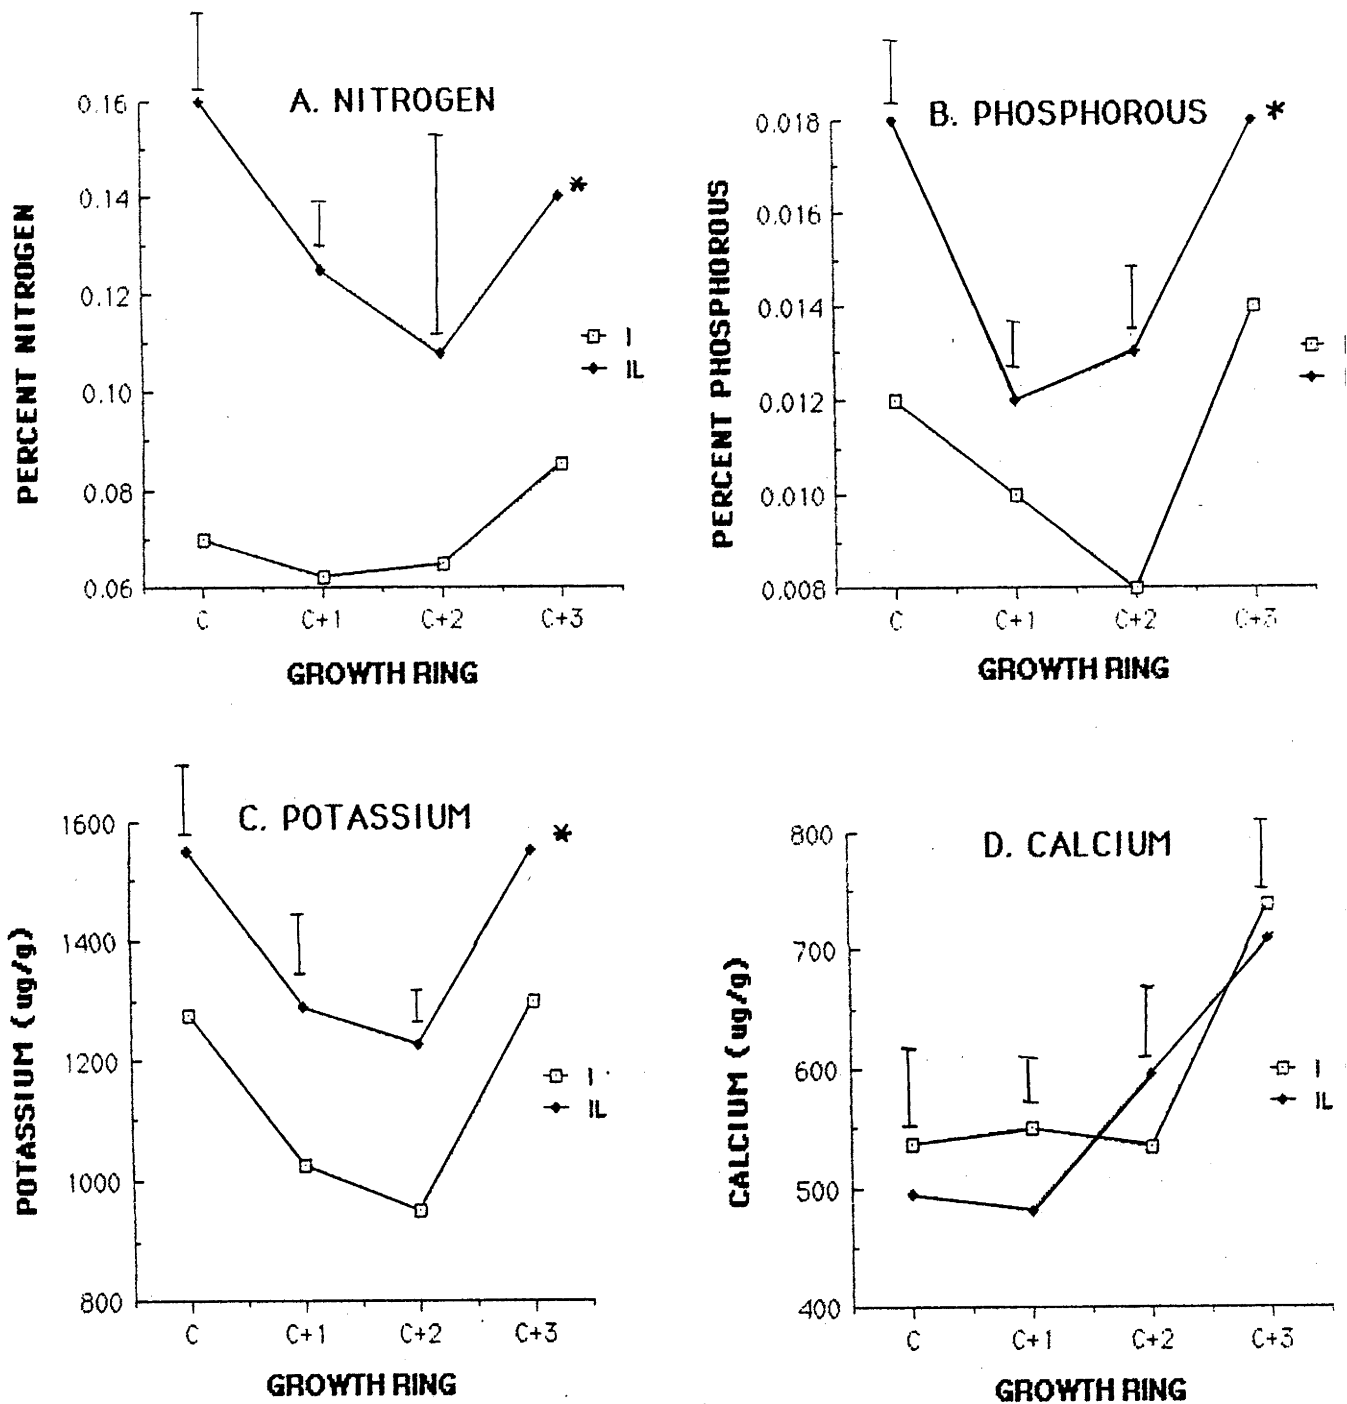 A. NITROGEN
PERCENT NITROGEN
0.16
0.14
0.12
0.10
0.08
0.06
*
I
IL
C C+1 C+2 C+3
GROWTH RING
B. PHOSPHOROUS
PERCENT PHOSPHOROUS
0.018
0.016
0.014
0.012
0.010
0.008
*
C C+1 C+2 C+3
GROWTH RING
C. POTASSIUM
POTASSIUM (ug/g)
1600
1400
1200
1000
800
*
I
IL
C C+1 C+2 C+3
GROWTH RING
D. CALCIUM
CALCIUM (ug/g)
800
700
600
500
400
I
IL
C C+1 C+2 C+3
GROWTH RING